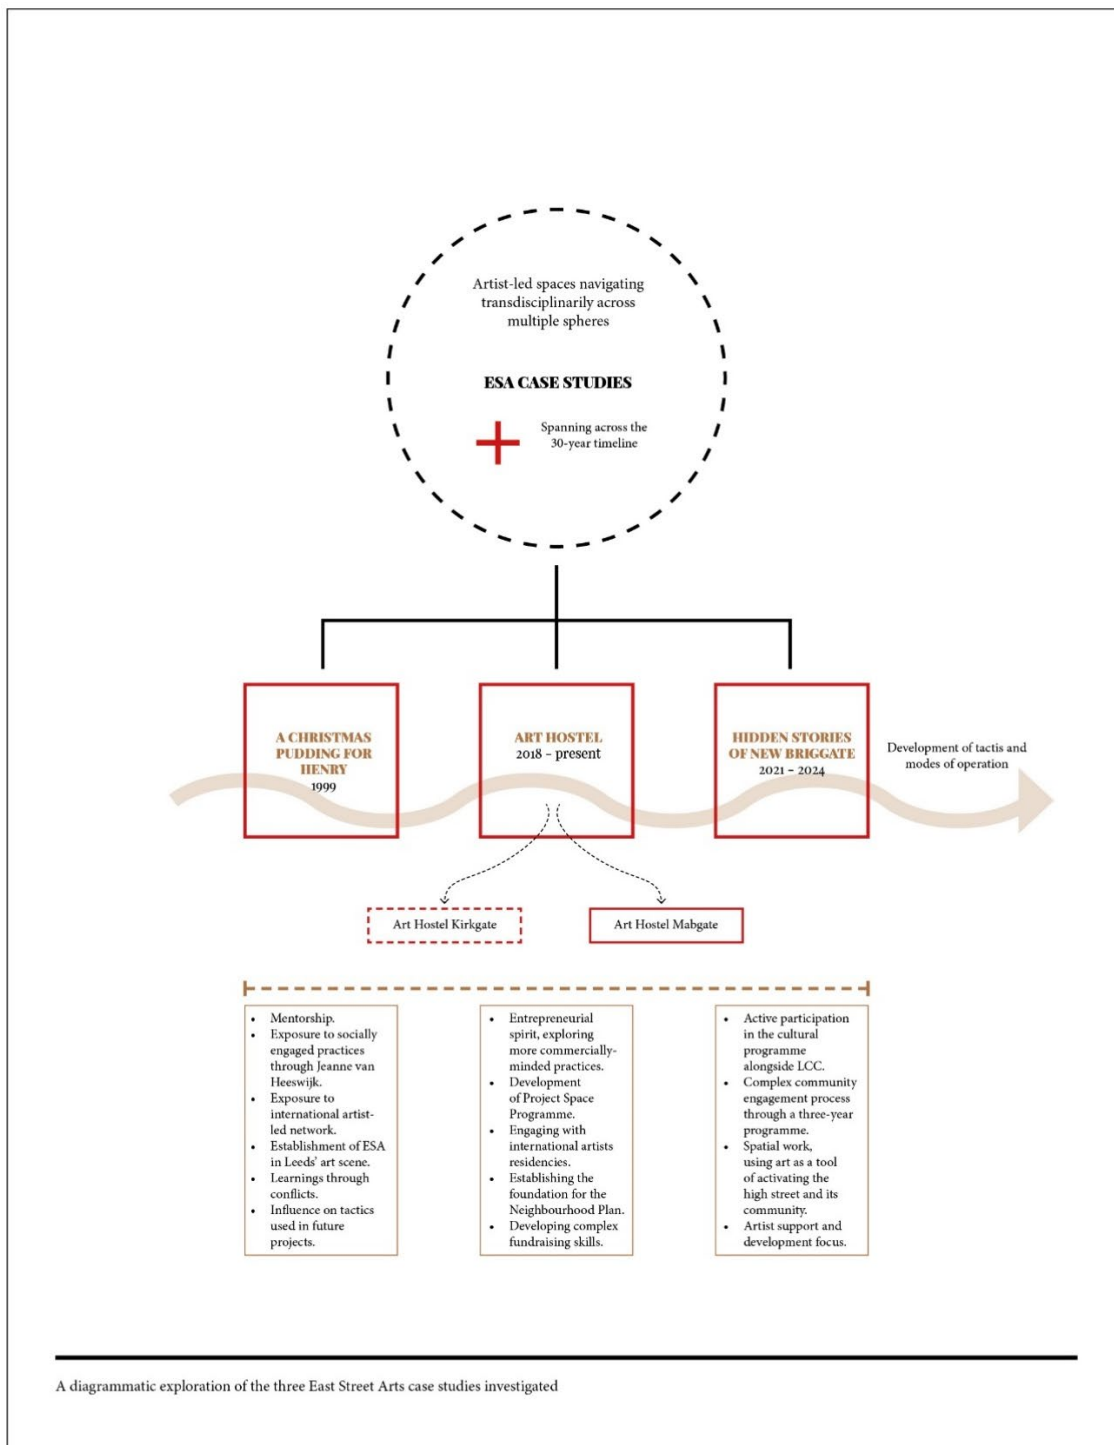 Artist-led spaces navigating
transdisciplinarily across
multiple spheres
ESA CASE STUDIES
Spanning across the
30-year timeline
A CHRISTMAS
PUDDING FOR
HENRY
1999
ART HOSTEL
2018 – present
HIDDEN STORIES
OF NEW BRIGGATE
2021 – 2024
Development of tactis and
modes of operation
Art Hostel Kirkgate
Art Hostel Mabgate
• Mentorship.
• Exposure to socially
engaged practices
through Jeanne van
Heeswijk.
• Exposure to
international artist-
led network.
• Establishment of ESA
in Leeds' art scene.
• Learnings through
conflicts.
• Influence on tactics
used in future
projects.
• Entrepreneurial
spirit, exploring
more commercially-
minded practices.
• Development
of Project Space
Programme.
• Engaging with
international artists
residencies.
• Establishing the
foundation for the
Neighbourhood Plan.
• Developing complex
fundraising skills.
• Active participation
in the cultural
programme
alongside LCC.
• Complex community
engagement process
through a three-year
programme.
• Spatial work,
using art as a tool
of activating the
high street and its
community.
• Artist support and
development focus.
A diagrammatic exploration of the three East Street Arts case studies investigated